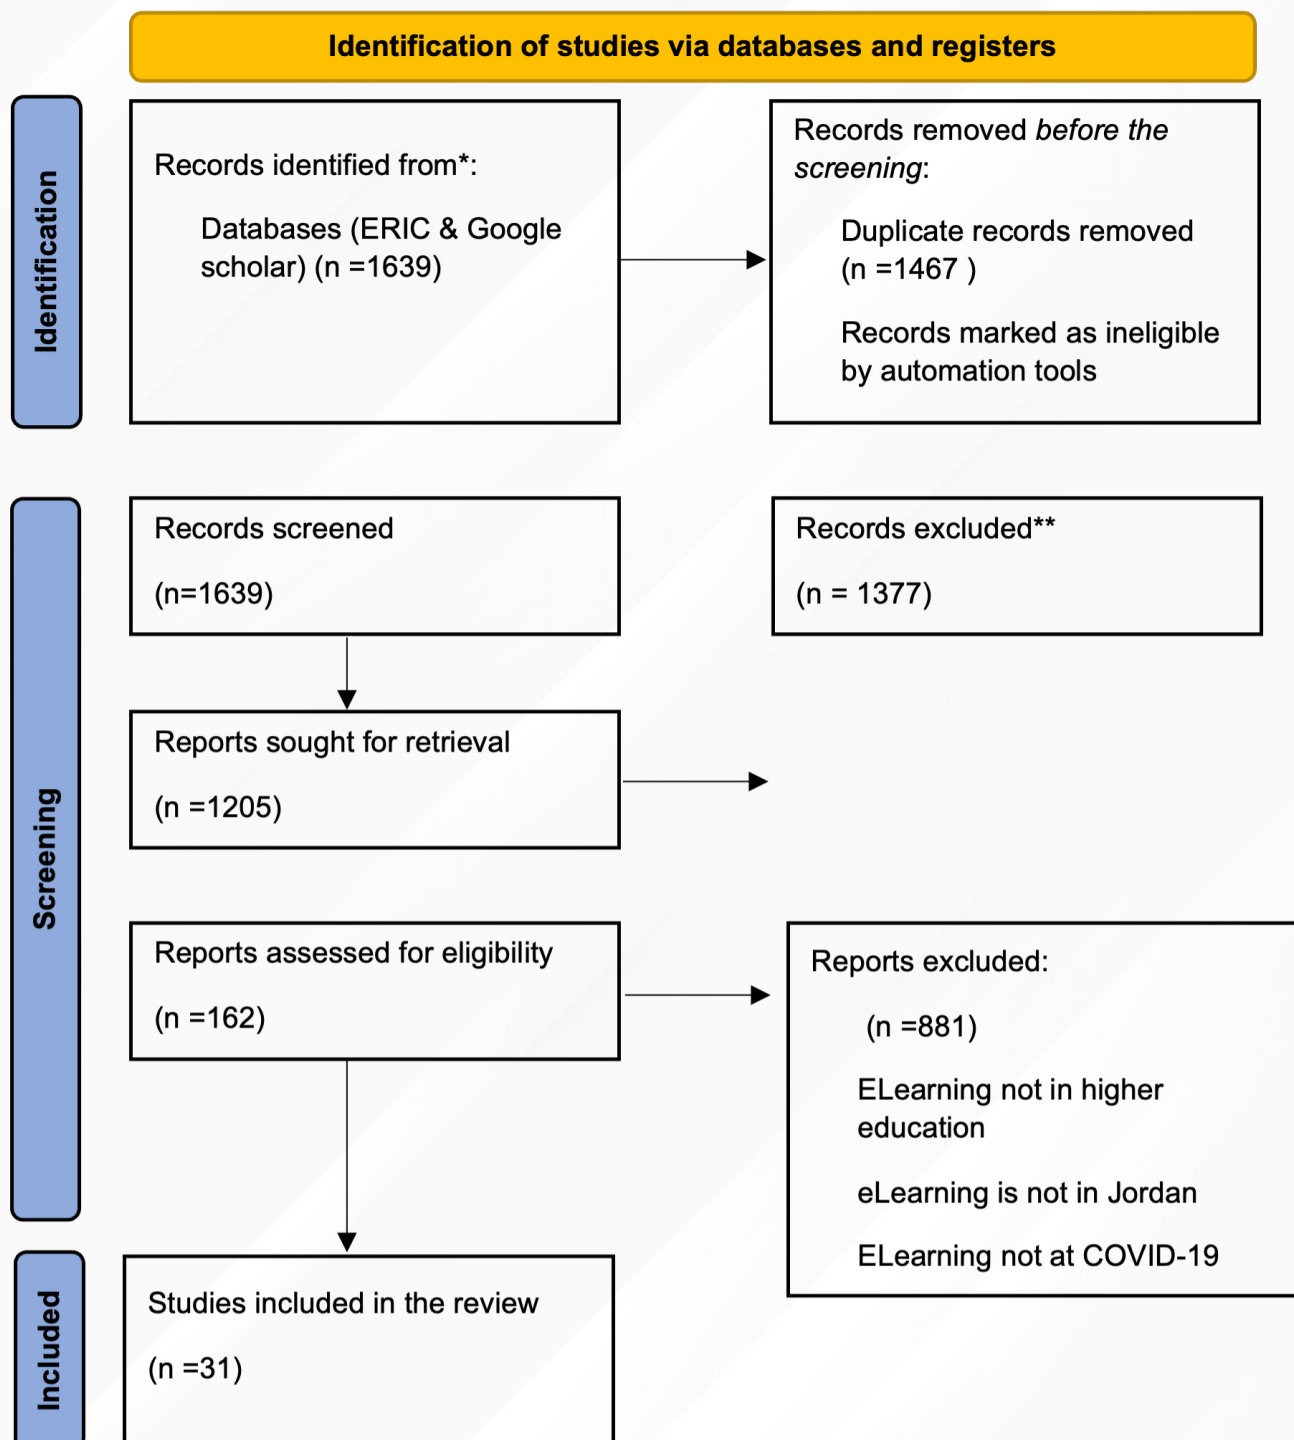 Identification of studies via databases and registers
Identification
Records identified from*:
Databases (ERIC & Google
scholar) (n =1639)
Records removed before the
screening:
Duplicate records removed
(n =1467 )
Records marked as ineligible
by automation tools
Screening
Records screened
(n=1639)
Records excluded**
(n = 1377)
Reports sought for retrieval
(n =1205)
Reports assessed for eligibility
(n =162)
Reports excluded:
(n =881)
ELearning not in higher
education
eLearning is not in Jordan
ELearning not at COVID-19
Included
Studies included in the review
(n =31)